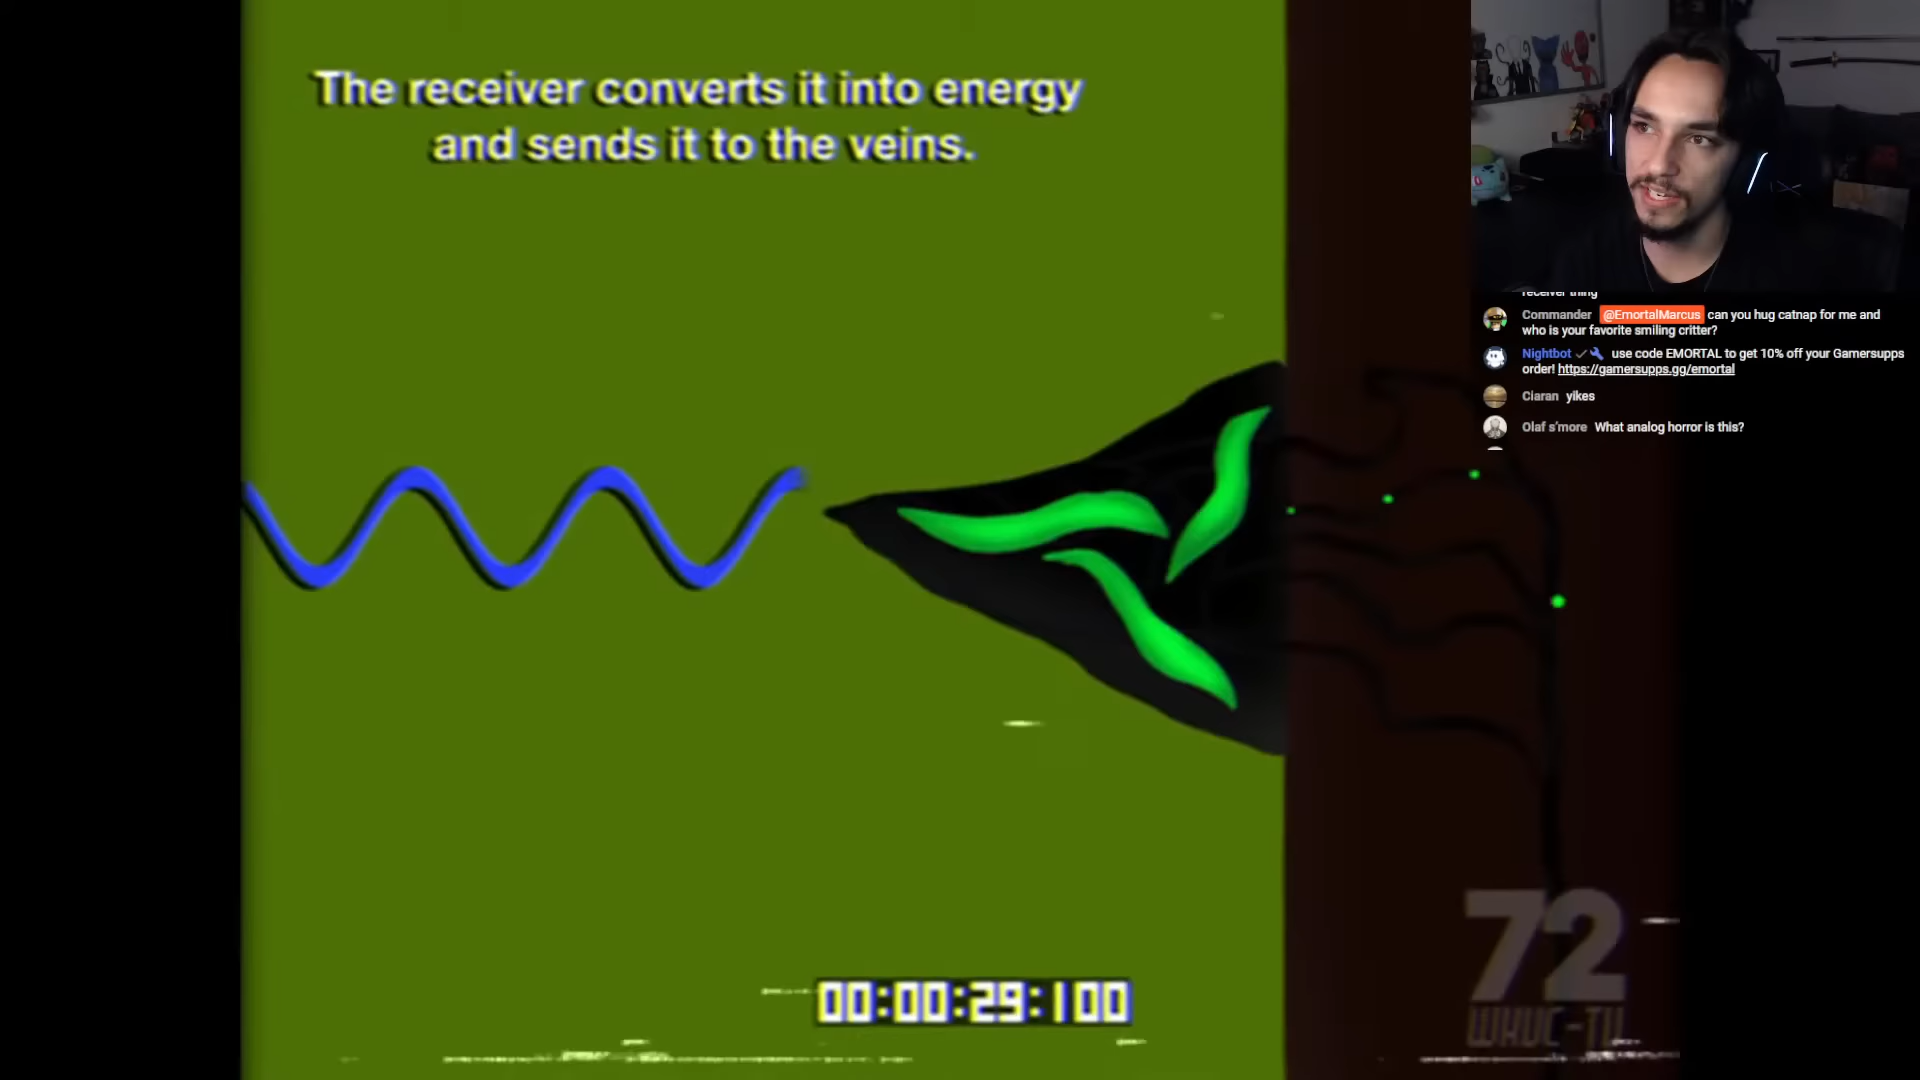 The receiver converts it into energy
and sends it to the veins.
receiver thing
Commander @EmortalMarcus can you hug catnap for me and
who is your favorite smiling critter?
Nightbot use code EMORTAL to get 10% off your Gamersupps
order! https://gamersupps.gg/emortal
Ciaran yikes
Olaf s'more What analog horror is this?
00:00:29:100
72